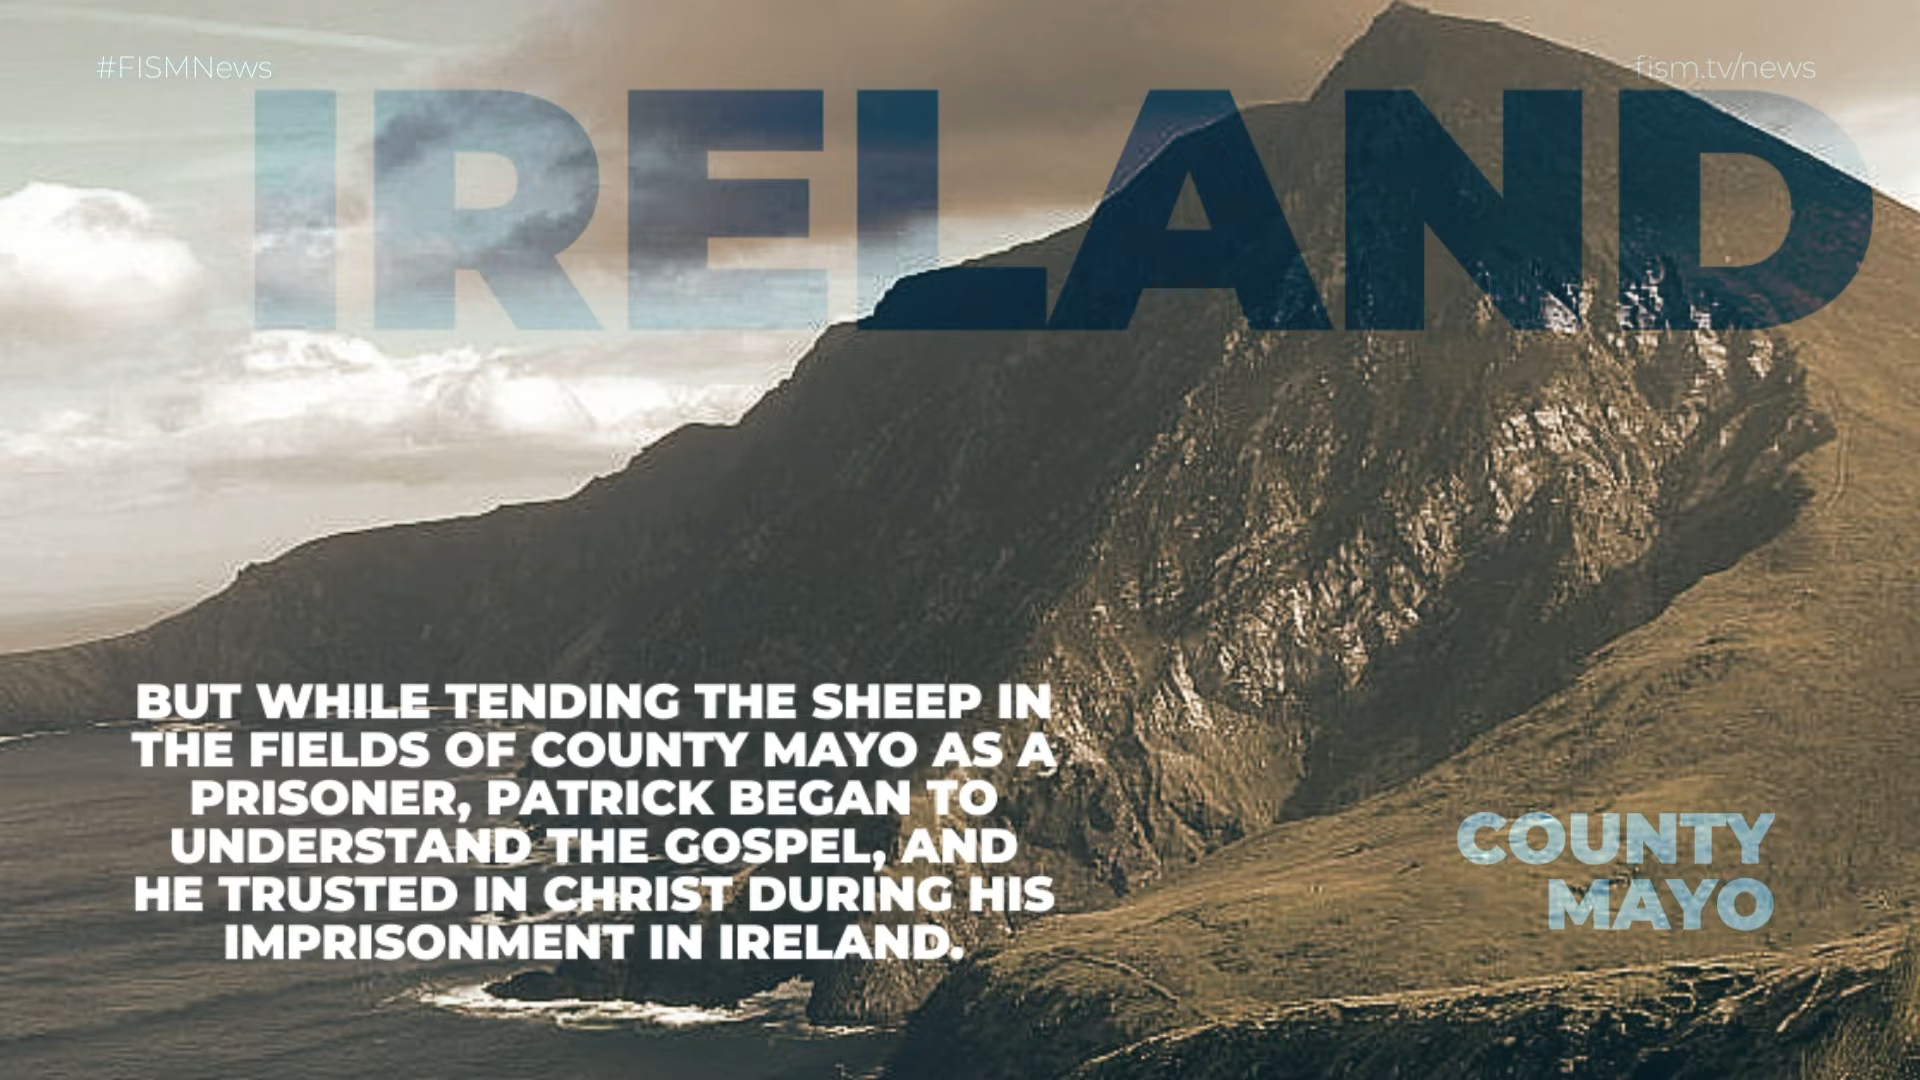 #FISMNews
fism.tv/news
IRELAND
BUT WHILE TENDING THE SHEEP IN
THE FIELDS OF COUNTY MAYO AS A
PRISONER, PATRICK BEGAN TO
UNDERSTAND THE GOSPEL, AND
HE TRUSTED IN CHRIST DURING HIS
IMPRISONMENT IN IRELAND.
COUNTY
MAYO